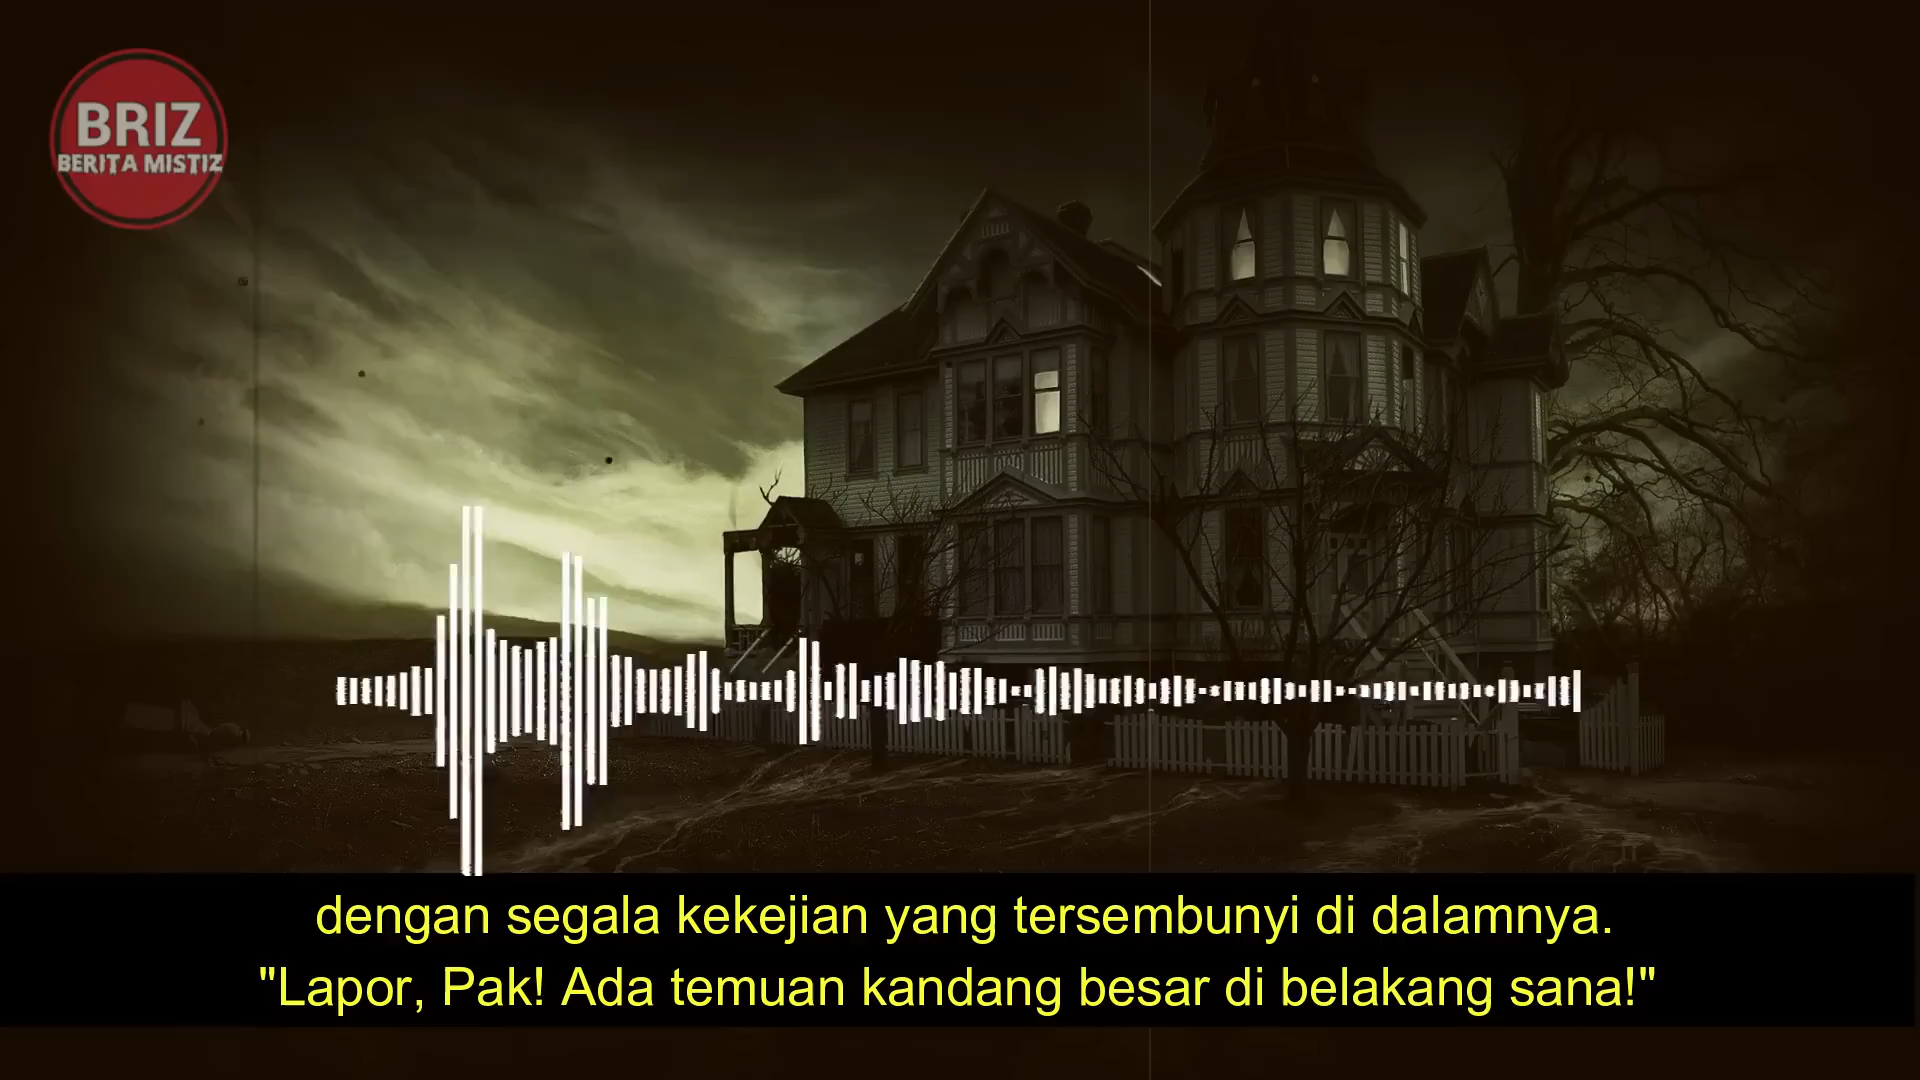 BRIZ
BERITA MISTIZ
dengan segala kekejian yang tersembunyi di dalamnya.
"Lapor, Pak! Ada temuan kandang besar di belakang sana!"